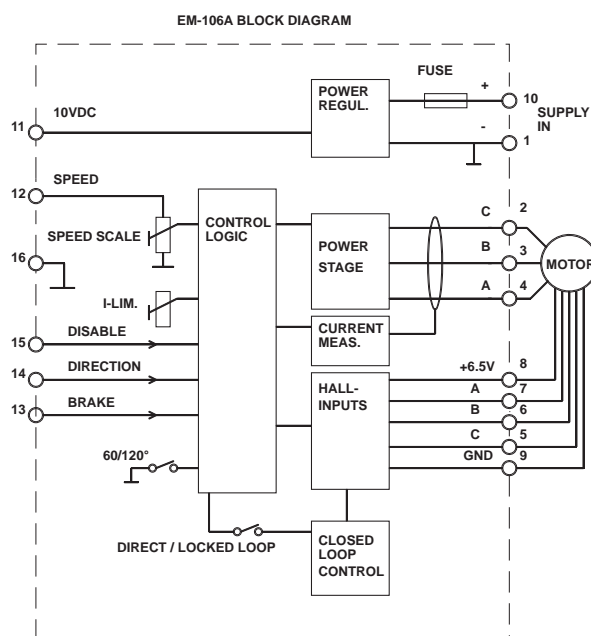 EM-106A BLOCK DIAGRAM
FUSE
POWER
REGUL.
+
-
10
1
SUPPLY
IN
11
10VDC
12
SPEED
SPEED SCALE
16
I-LIM.
15
DISABLE
14
DIRECTION
13
BRAKE
60/120°
CONTROL
LOGIC
POWER
STAGE
CURRENT
MEAS.
C
2
B
3
A
4
MOTOR
HALL-
INPUTS
+6.5V
8
A
7
B
6
C
5
GND
9
DIRECT / LOCKED LOOP
CLOSED
LOOP
CONTROL